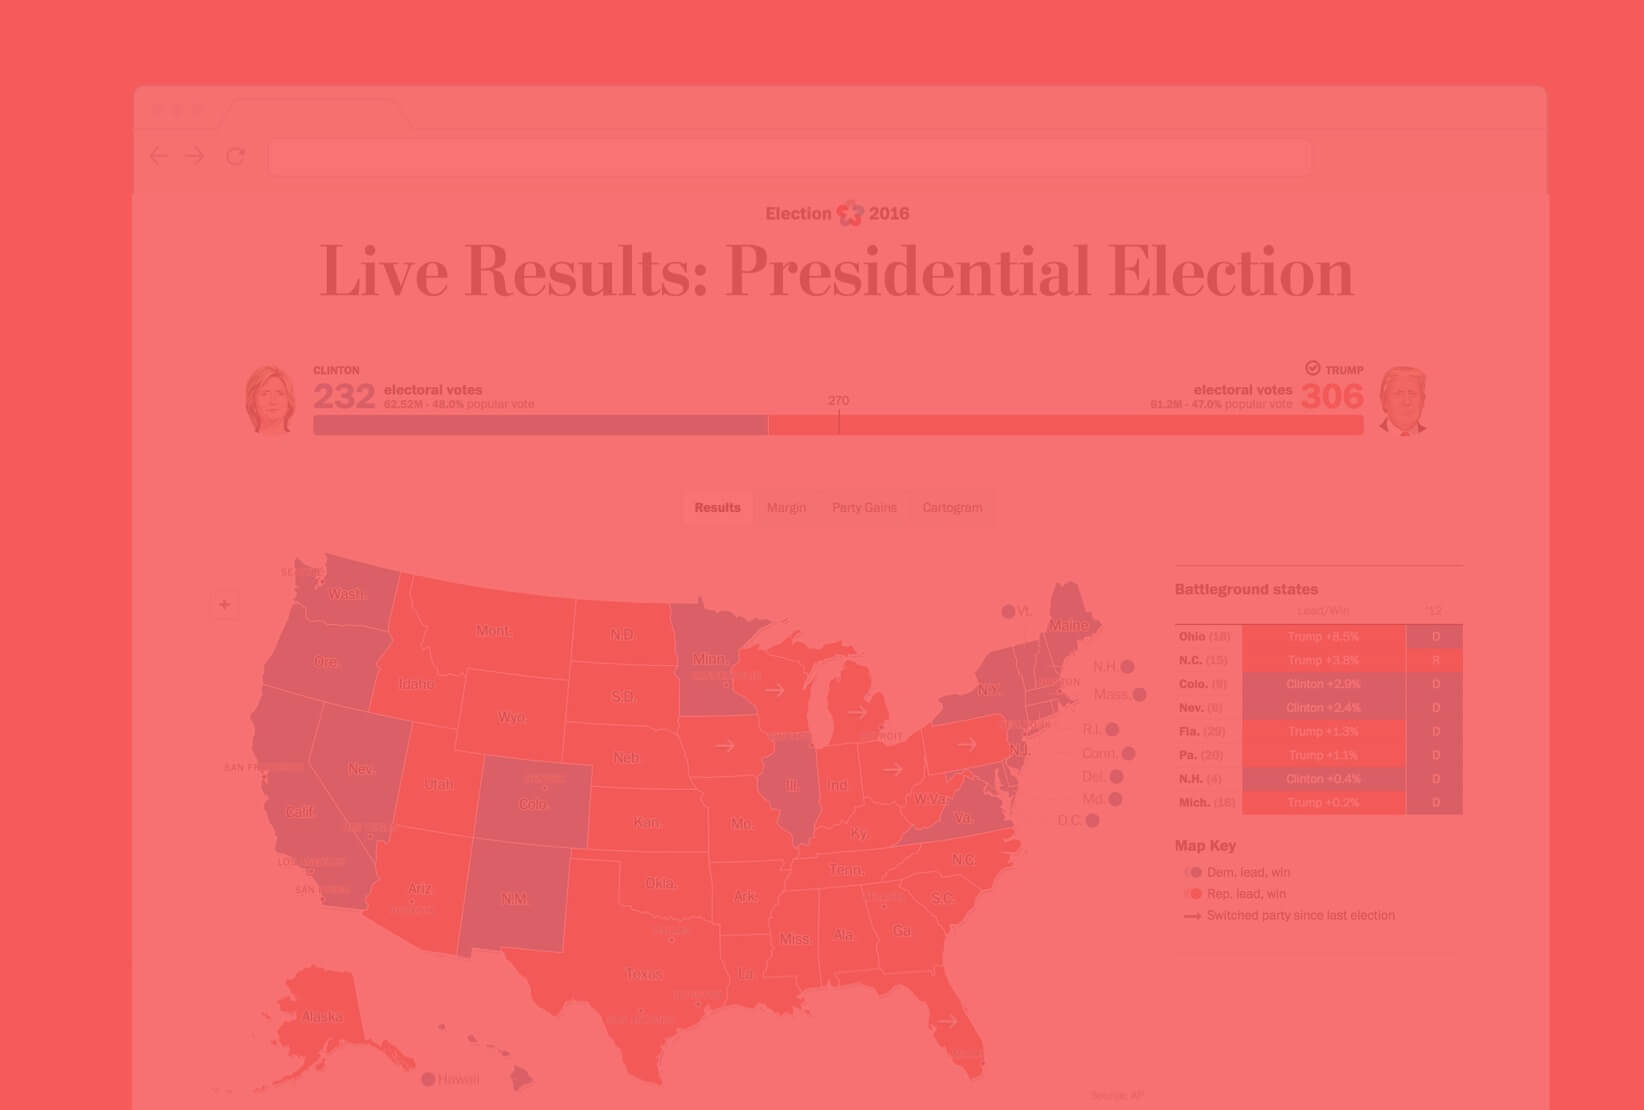 Election 2016
Live Results: Presidential Election
CLINTON
232 electoral votes
62.52M - 48.0% popular vote
270
TRUMP
electoral votes 306
61.2M - 47.0% popular vote
Results Margin Party Gains Cartogram
Wash.
Ore.
Calif.
Nev.
Idaho
Mont.
Wyo.
Utah
Ariz.
Colo.
N.M.
N.D.
S.D.
Neb.
Kan.
Okla.
Texas
Minn.
Mo.
Ark.
La.
Ill.
Ind.
Ky.
Tenn.
Miss.
Ala.
Ga.
W.Va.
Va.
N.C.
S.C.
N.Y.
N.J.
Maine
Vt.
N.H.
Mass.
R.I.
Conn.
Del.
Md.
D.C.
Alaska
Hawaii
SAN FRANCISCO
LOS ANGELES
Battleground states
Lead/Win '12
Ohio (18) Trump +8.5% D
N.C. (15) Trump +3.8% R
Colo. (9) Clinton +2.9% D
Nev. (6) Clinton +2.4% D
Fla. (29) Trump +1.3% D
Pa. (20) Trump +1.1% D
N.H. (4) Clinton +0.4% D
Mich. (16) Trump +0.2% D
Map Key
Dem. lead, win
Rep. lead, win
Switched party since last election
Source: AP